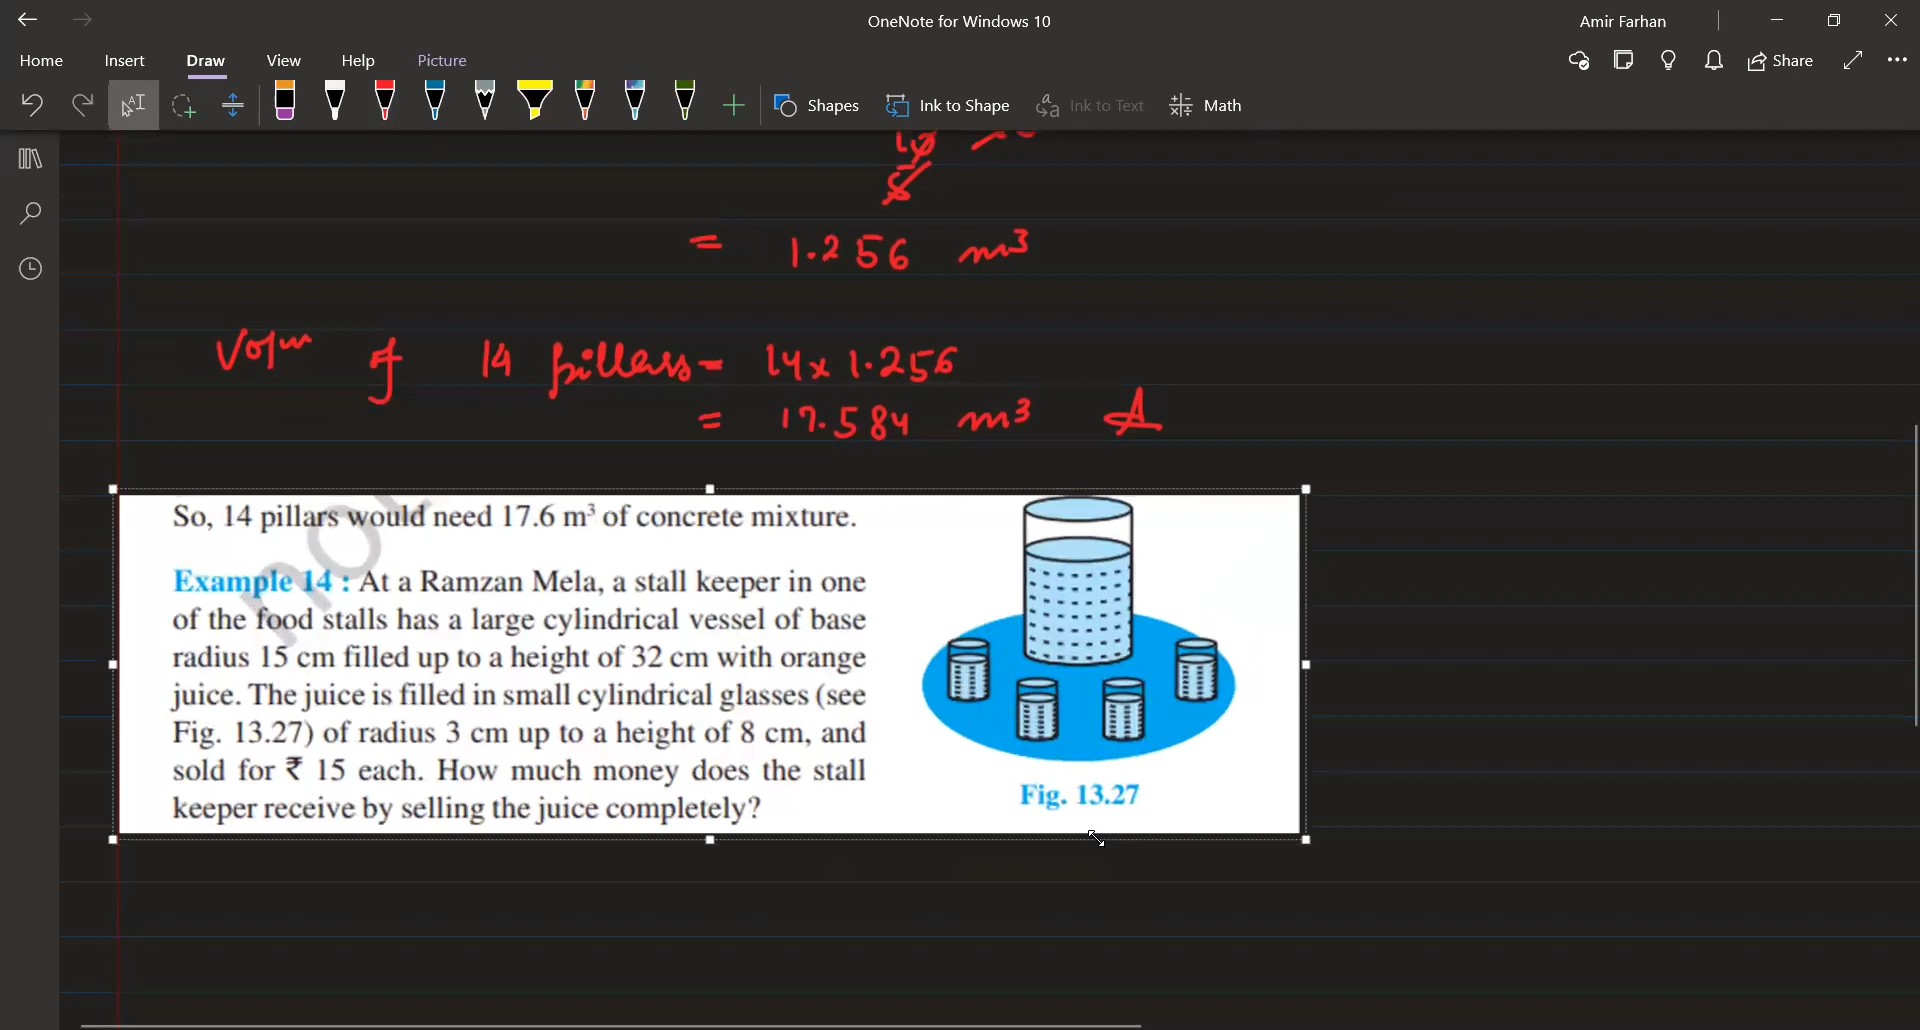 OneNote for Windows 10
Amir Farhan
Home Insert Draw View Help Picture
Share
Shapes Ink to Shape Ink to Text Math
= 1.256 m³
of 14 pillars = 14 x 1.256
= 17.584 m³
So, 14 pillars would need 17.6 m³ of concrete mixture.
Example 14 : At a Ramzan Mela, a stall keeper in one
of the food stalls has a large cylindrical vessel of base
radius 15 cm filled up to a height of 32 cm with orange
juice. The juice is filled in small cylindrical glasses (see
Fig. 13.27) of radius 3 cm up to a height of 8 cm, and
sold for ₹ 15 each. How much money does the stall
keeper receive by selling the juice completely?
Fig. 13.27